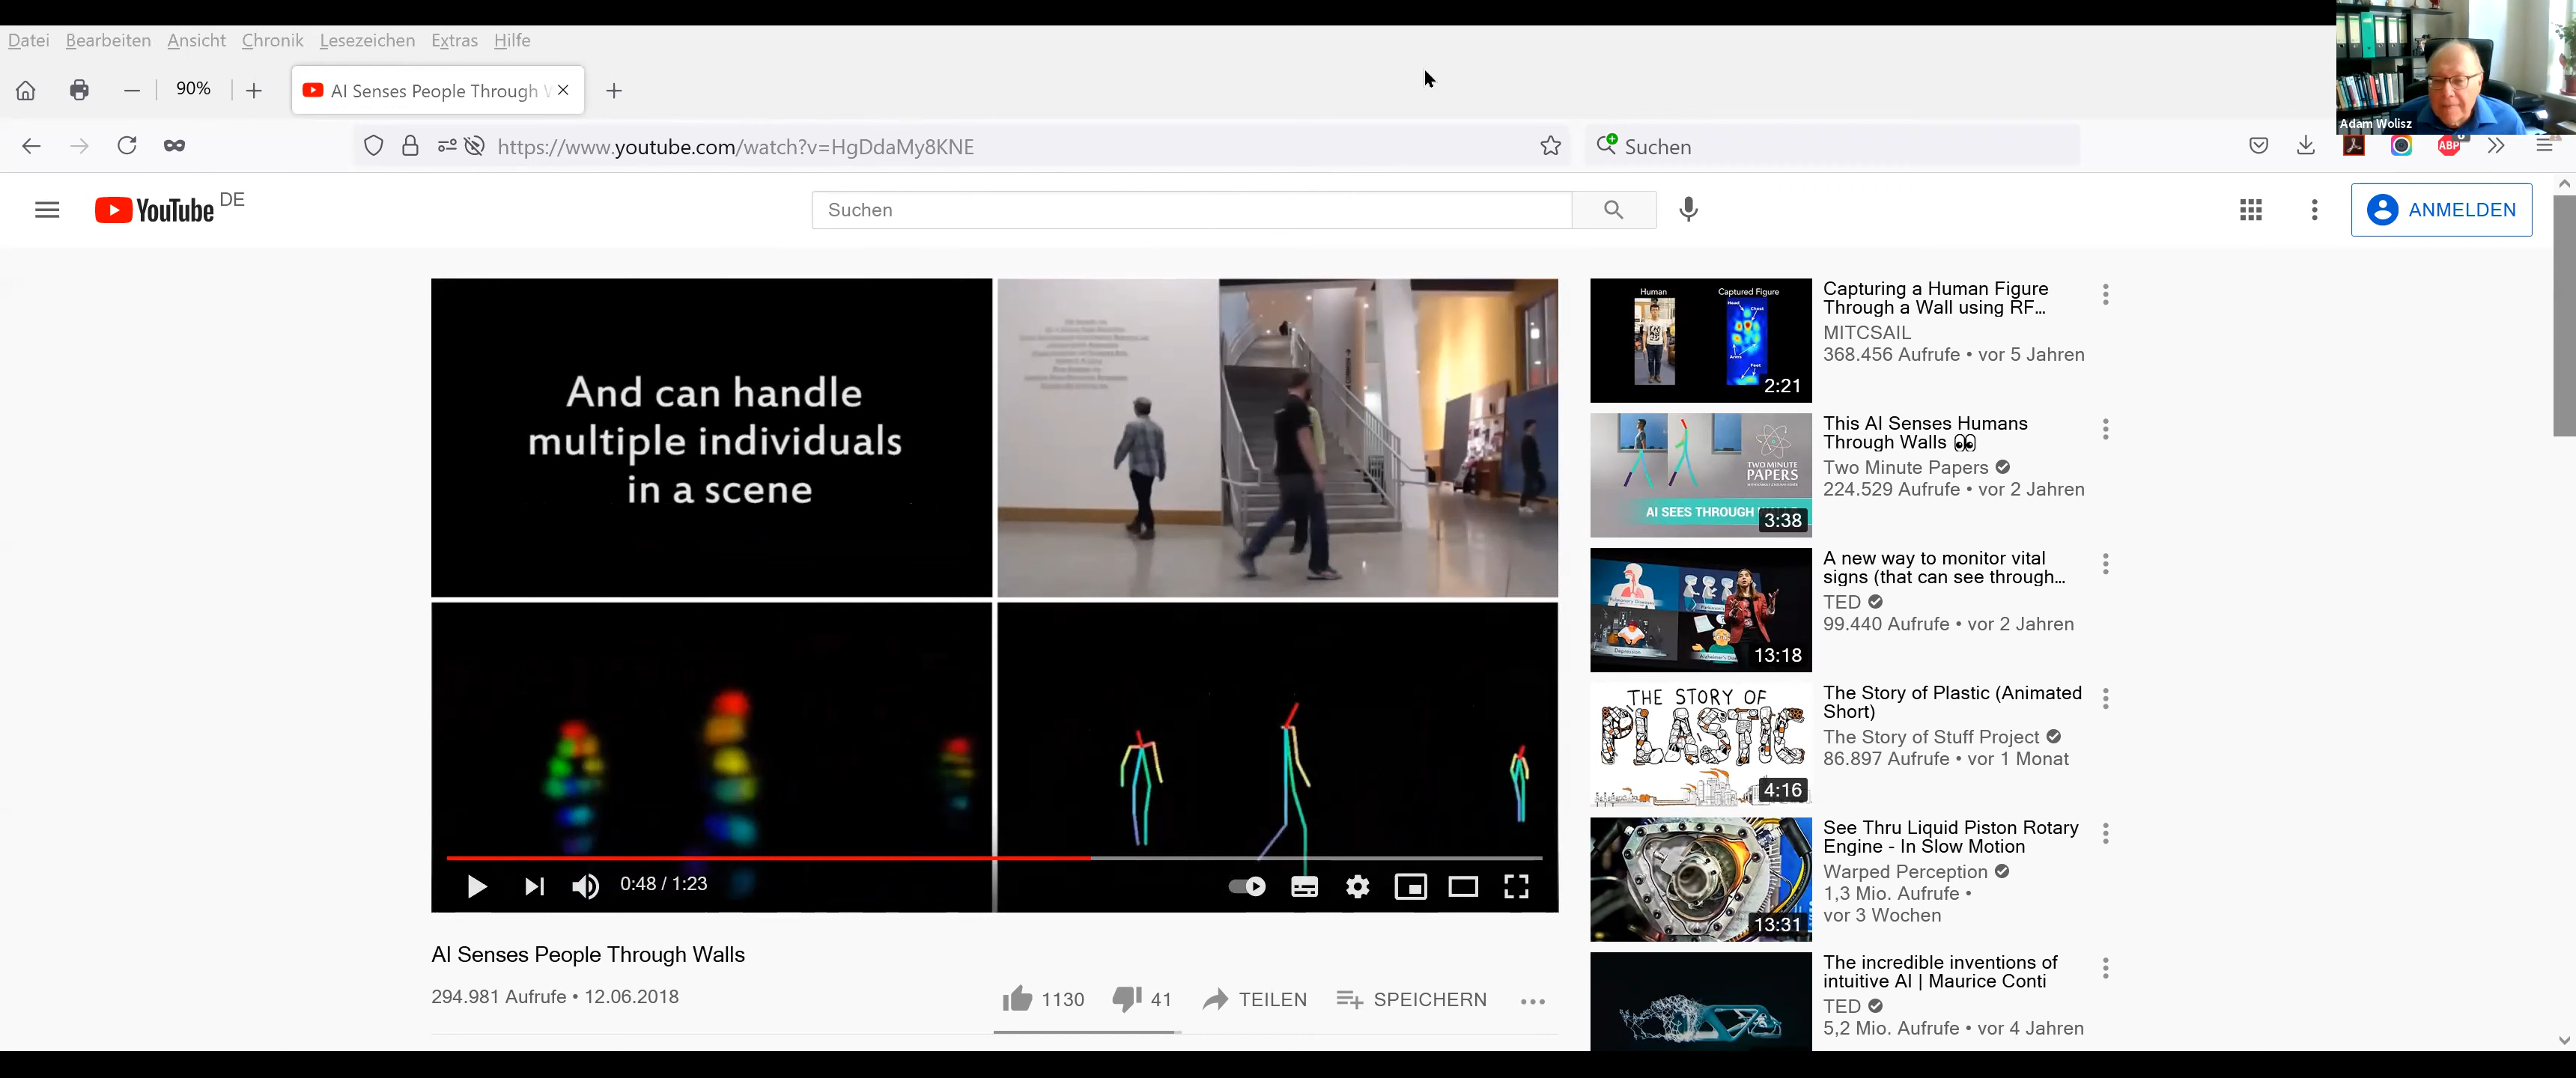 Datei Bearbeiten Ansicht Chronik Lesezeichen Extras Hilfe
90%
AI Senses People Through
https://www.youtube.com/watch?v=HgDdaMy8KNE
Suchen
Adam Wolisz
ABP
YouTube DE
Suchen
ANMELDEN
And can handle
multiple individuals
in a scene
0:48 / 1:23
AI Senses People Through Walls
294.981 Aufrufe • 12.06.2018
1130
41
TEILEN
SPEICHERN
Human
Captured Figure
Head
Chest
Arms
Feet
2:21
Capturing a Human Figure
Through a Wall using RF...
MITCSAIL
368.456 Aufrufe • vor 5 Jahren
TWO MINUTE
PAPERS
AI SEES THROUGH
3:38
This AI Senses Humans
Through Walls 👀
Two Minute Papers
224.529 Aufrufe • vor 2 Jahren
Pulmonary Diseases
Depression
13:18
A new way to monitor vital
signs (that can see through...
TED
99.440 Aufrufe • vor 2 Jahren
THE STORY OF
PLASTIC
4:16
The Story of Plastic (Animated
Short)
The Story of Stuff Project
86.897 Aufrufe • vor 1 Monat
13:31
See Thru Liquid Piston Rotary
Engine - In Slow Motion
Warped Perception
1,3 Mio. Aufrufe •
vor 3 Wochen
The incredible inventions of
intuitive AI | Maurice Conti
TED
5,2 Mio. Aufrufe • vor 4 Jahren